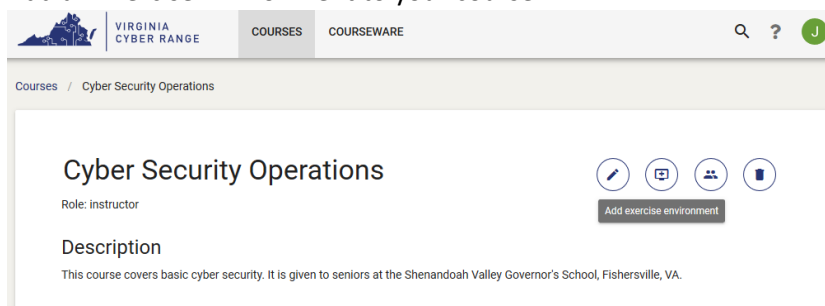 VIRGINIA
CYBER RANGE
COURSES COURSEWARE
?
J
Courses / Cyber Security Operations
Cyber Security Operations
Role: instructor
Add exercise environment
Description
This course covers basic cyber security. It is given to seniors at the Shenandoah Valley Governor's School, Fishersville, VA.